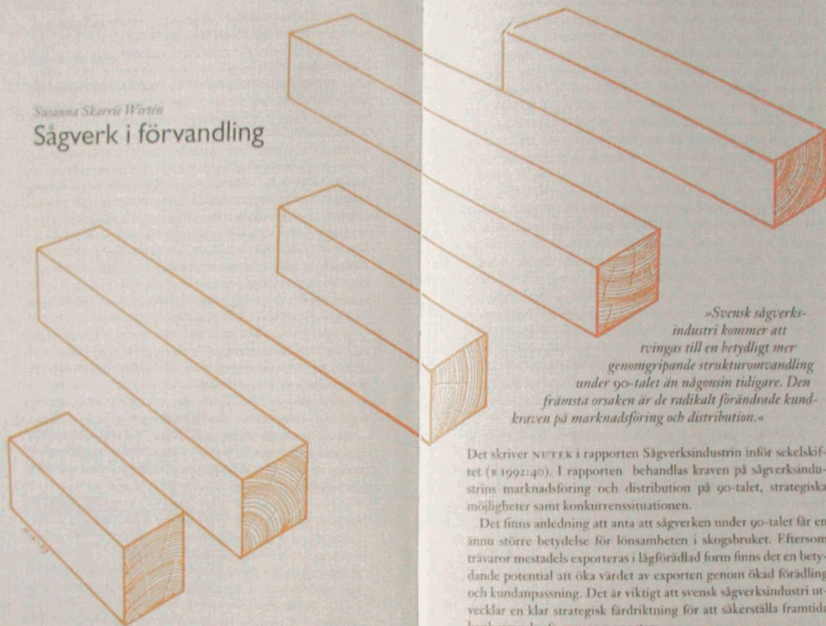 Susanna Skarrie Wirtén
Sågverk i förvandling
»Svensk sågverks-
industri kommer att
tvingas till en betydligt mer
genomgripande strukturomvandling
under 90-talet än någonsin tidigare. Den
främsta orsaken är de radikalt förändrade kund-
kraven på marknadsföring och distribution.«
Det skriver NUTEK i rapporten Sågverksindustrin inför sekelskif-
tet (R 1992:40). I rapporten behandlas kraven på sågverksindu-
strins marknadsföring och distribution på 90-talet, strategiska
möjligheter samt konkurrenssituationen.
Det finns anledning att anta att sågverken under 90-talet får en
ännu större betydelse för lönsamheten i skogsbruket. Eftersom
trävaror mestadels exporteras i lågförädlad form finns det en bety-
dande potential att öka värdet av exporten genom ökad förädling
och kundanpassning. Det är viktigt att svensk sågverksindustri ut-
vecklar en klar strategisk färdriktning för att säkerställa framtida